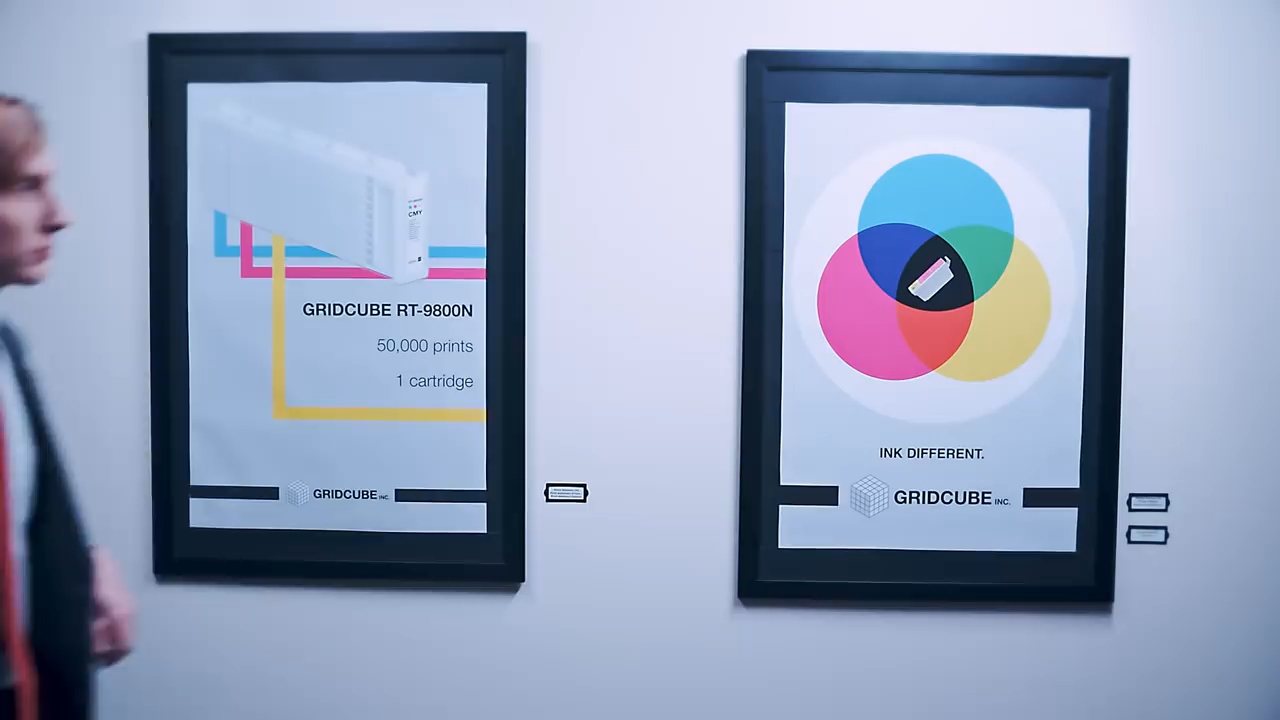 CMY
GRIDCUBE RT-9800N
50,000 prints
1 cartridge
GRIDCUBE INC.
INK DIFFERENT.
GRIDCUBE INC.